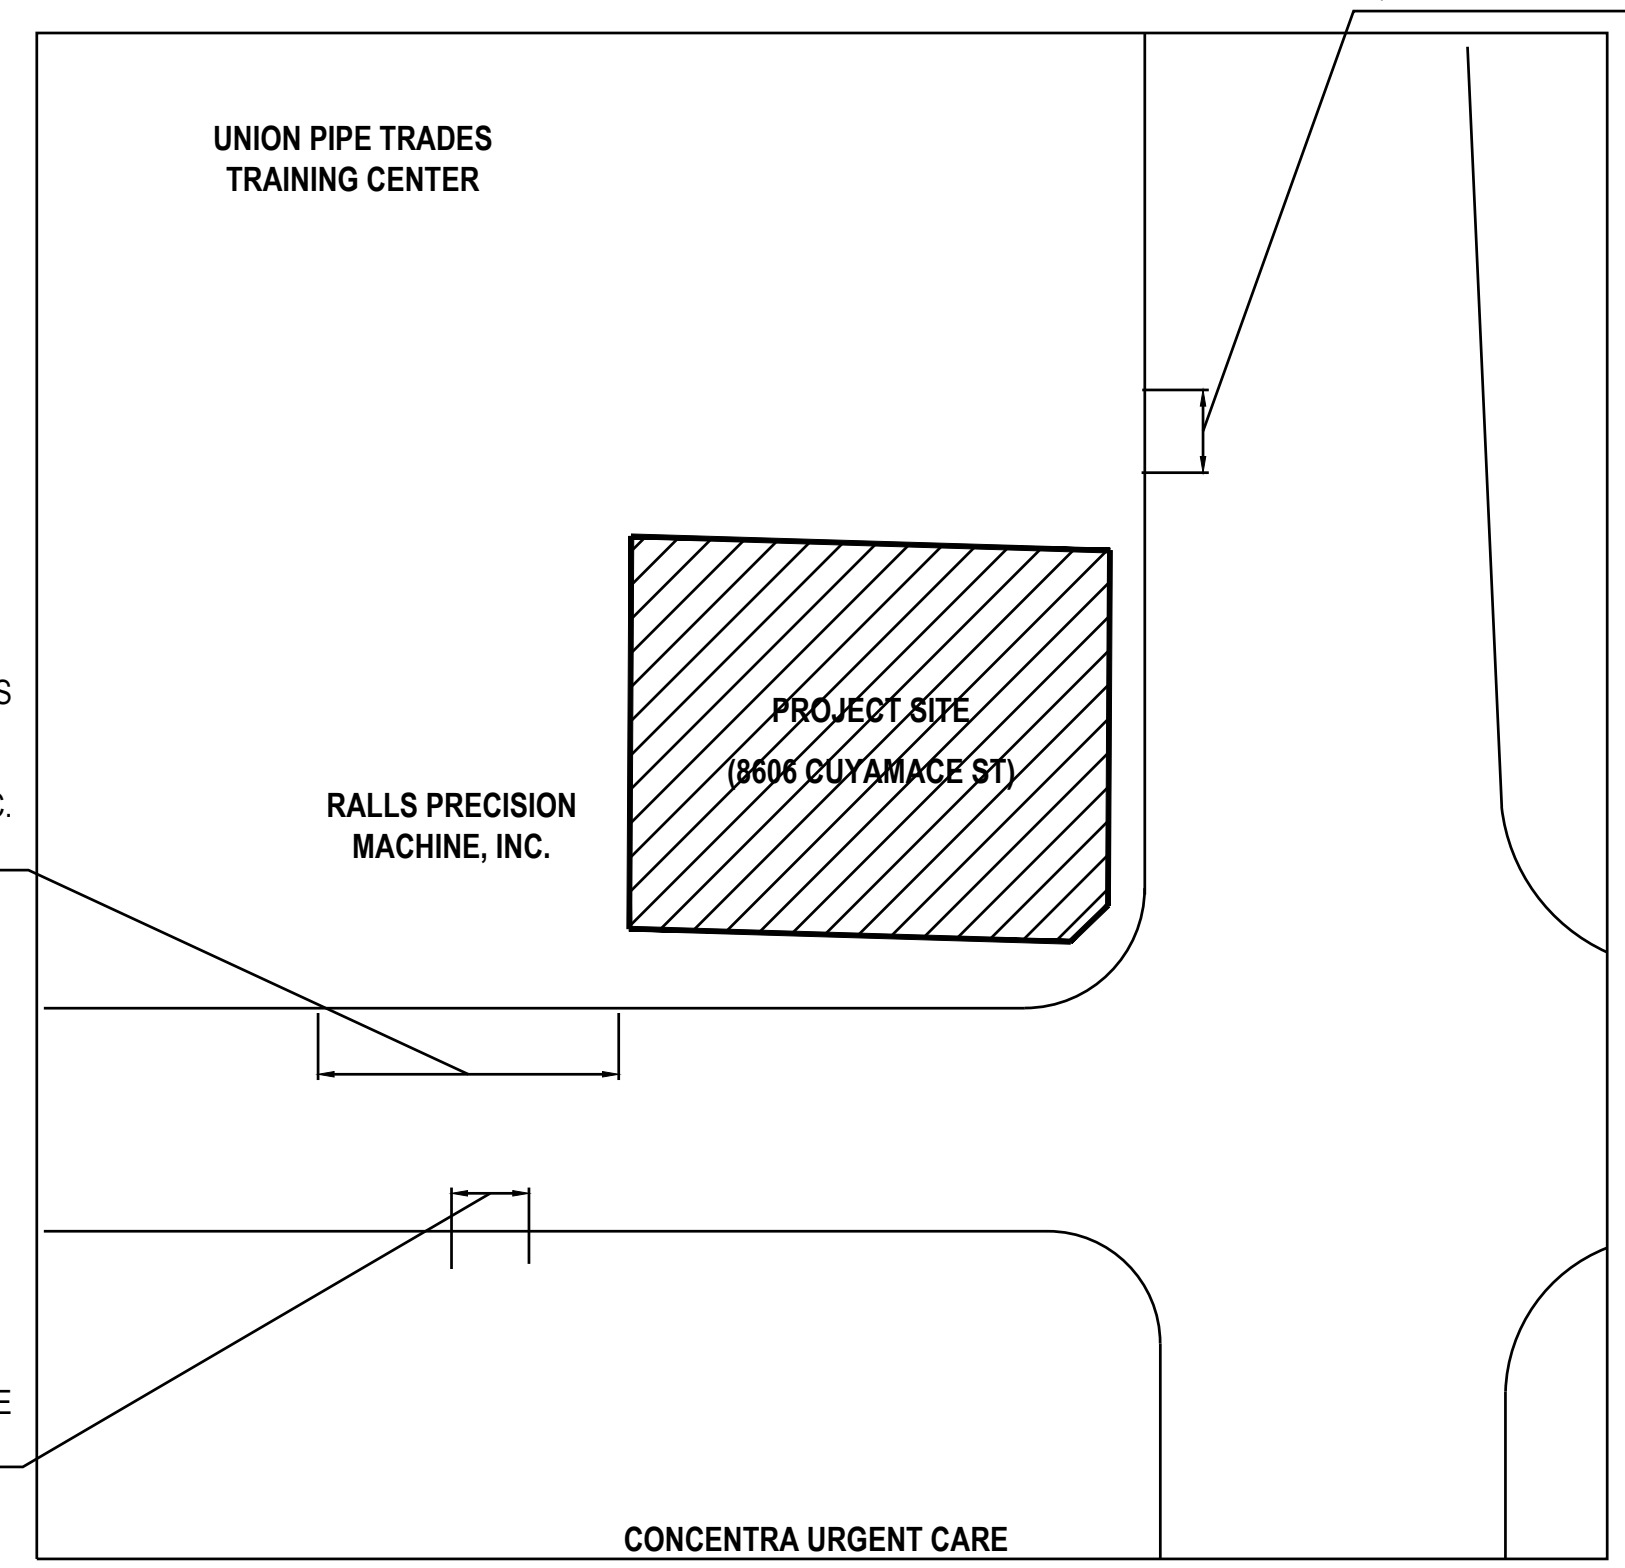 UNION PIPE TRADES
TRAINING CENTER
PROJECT SITE
(8606 CUYAMACE ST)
RALLS PRECISION
MACHINE, INC.
CONCENTRA URGENT CARE